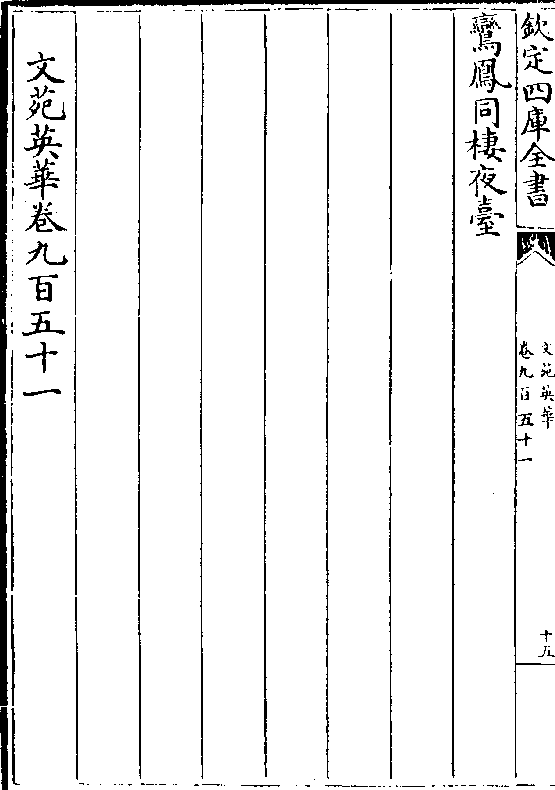 欽定四庫全書
文苑英華
卷九百五十一
十五
鸞鳳同棲夜臺
文苑英華卷九百五十一